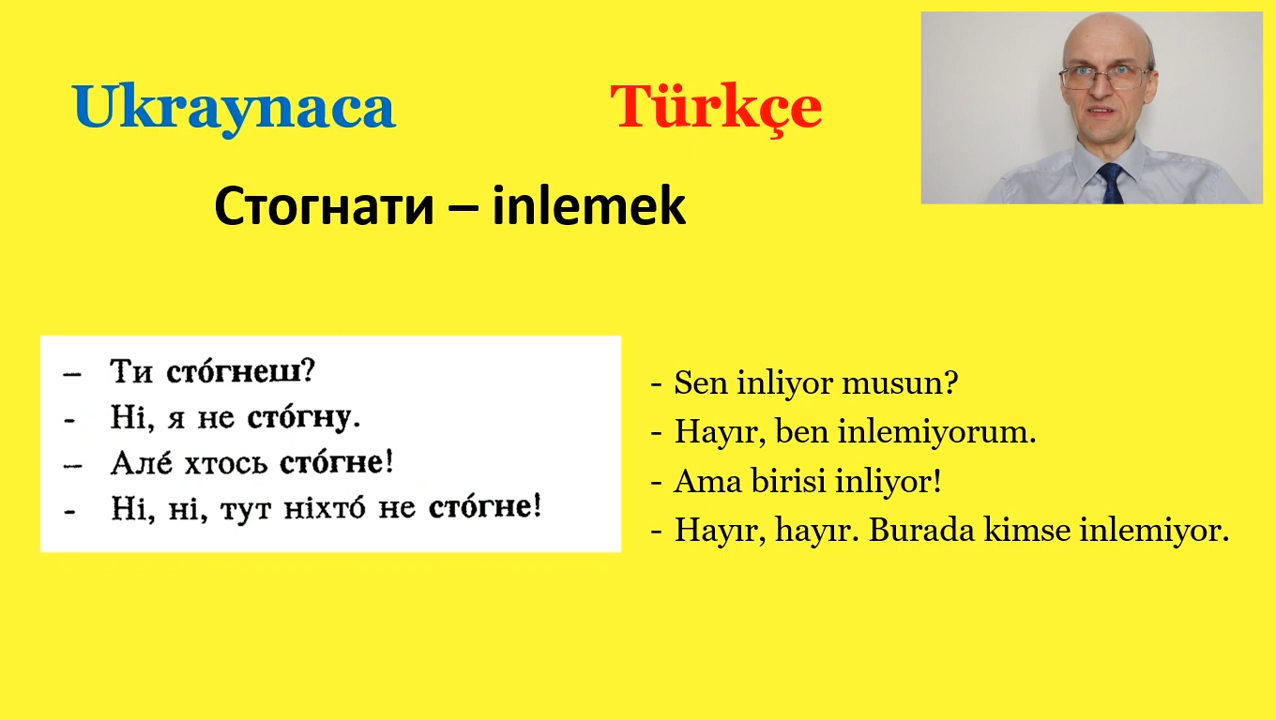 Ukraynaca
Türkçe
Стогнати – inlemek
– Ти сто́гнеш?
- Ні, я не сто́гну.
– Але́ хтось сто́гне!
- Ні, ні, тут ніхто́ не сто́гне!
- Sen inliyor musun?
- Hayır, ben inlemiyorum.
- Ama birisi inliyor!
- Hayır, hayır. Burada kimse inlemiyor.